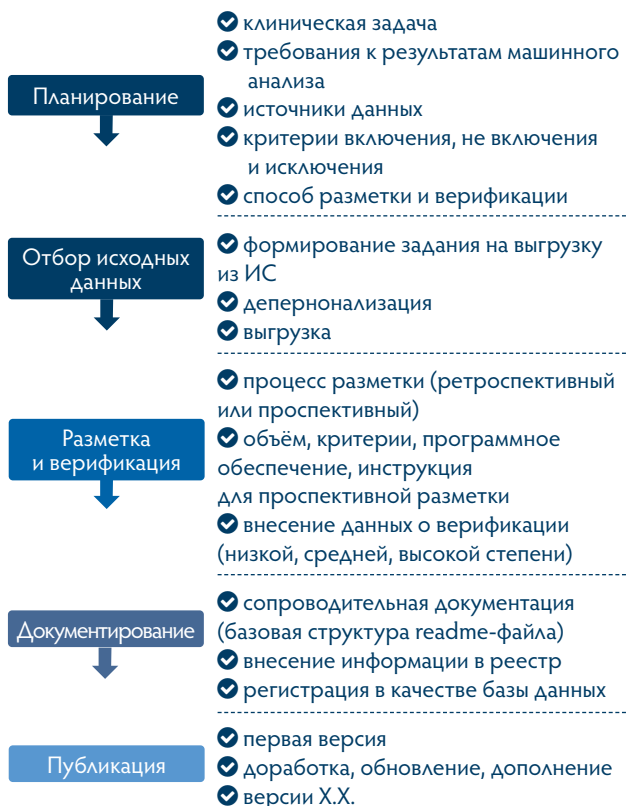 Планирование
клиническая задача
требования к результатам машинного
анализа
источники данных
критерии включения, не включения
и исключения
способ разметки и верификации
Отбор исходных
данных
формирование задания на выгрузку
из ИС
депернонализация
выгрузка
Разметка
и верификация
процесс разметки (ретроспективный
или проспективный)
объём, критерии, программное
обеспечение, инструкция
для проспективной разметки
внесение данных о верификации
(низкой, средней, высокой степени)
Документирование
сопроводительная документация
(базовая структура readme-файла)
внесение информации в реестр
регистрация в качестве базы данных
Публикация
первая версия
доработка, обновление, дополнение
версии X.X.